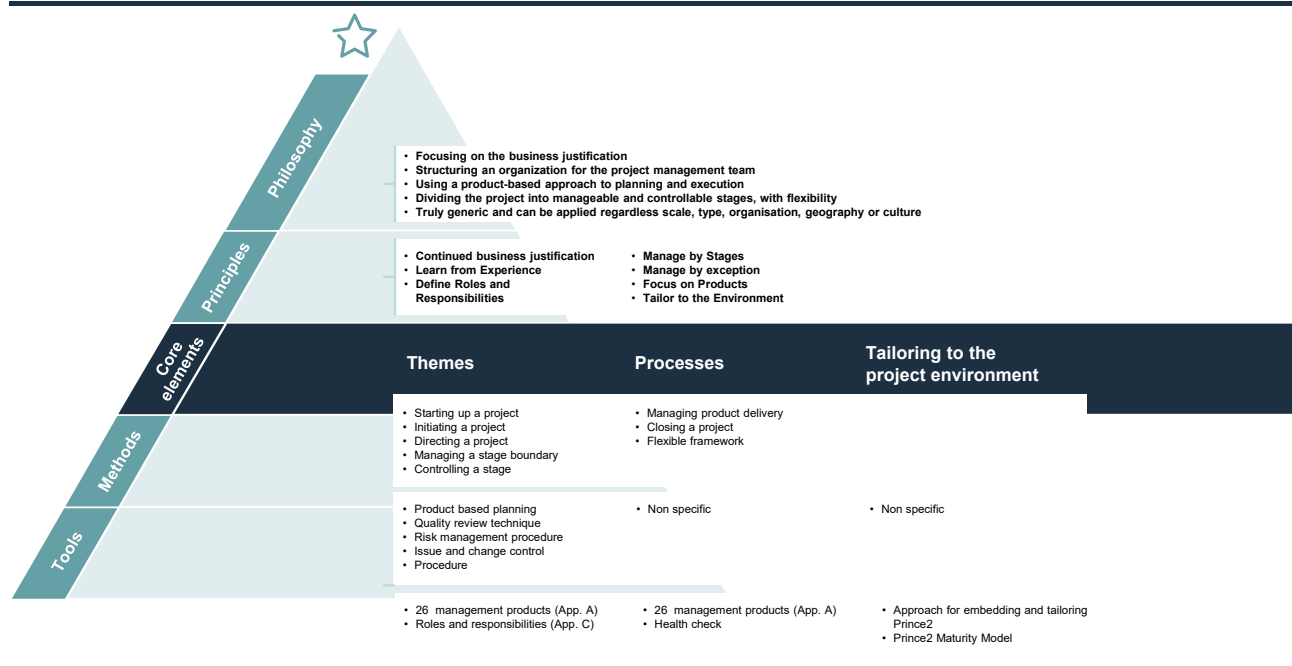 Philosophy
• Focusing on the business justification
• Structuring an organization for the project management team
• Using a product-based approach to planning and execution
• Dividing the project into manageable and controllable stages, with flexibility
• Truly generic and can be applied regardless scale, type, organisation, geography or culture
Principles
• Continued business justification
• Learn from Experience
• Define Roles and
Responsibilities
• Manage by Stages
• Manage by exception
• Focus on Products
• Tailor to the Environment
Core
elements
Themes
Processes
Tailoring to the
project environment
Methods
• Starting up a project
• Initiating a project
• Directing a project
• Managing a stage boundary
• Controlling a stage
• Managing product delivery
• Closing a project
• Flexible framework
Tools
• Product based planning
• Quality review technique
• Risk management procedure
• Issue and change control
• Procedure
• Non specific
• Non specific
• 26 management products (App. A)
• Roles and responsibilities (App. C)
• 26 management products (App. A)
• Health check
• Approach for embedding and tailoring
Prince2
• Prince2 Maturity Model